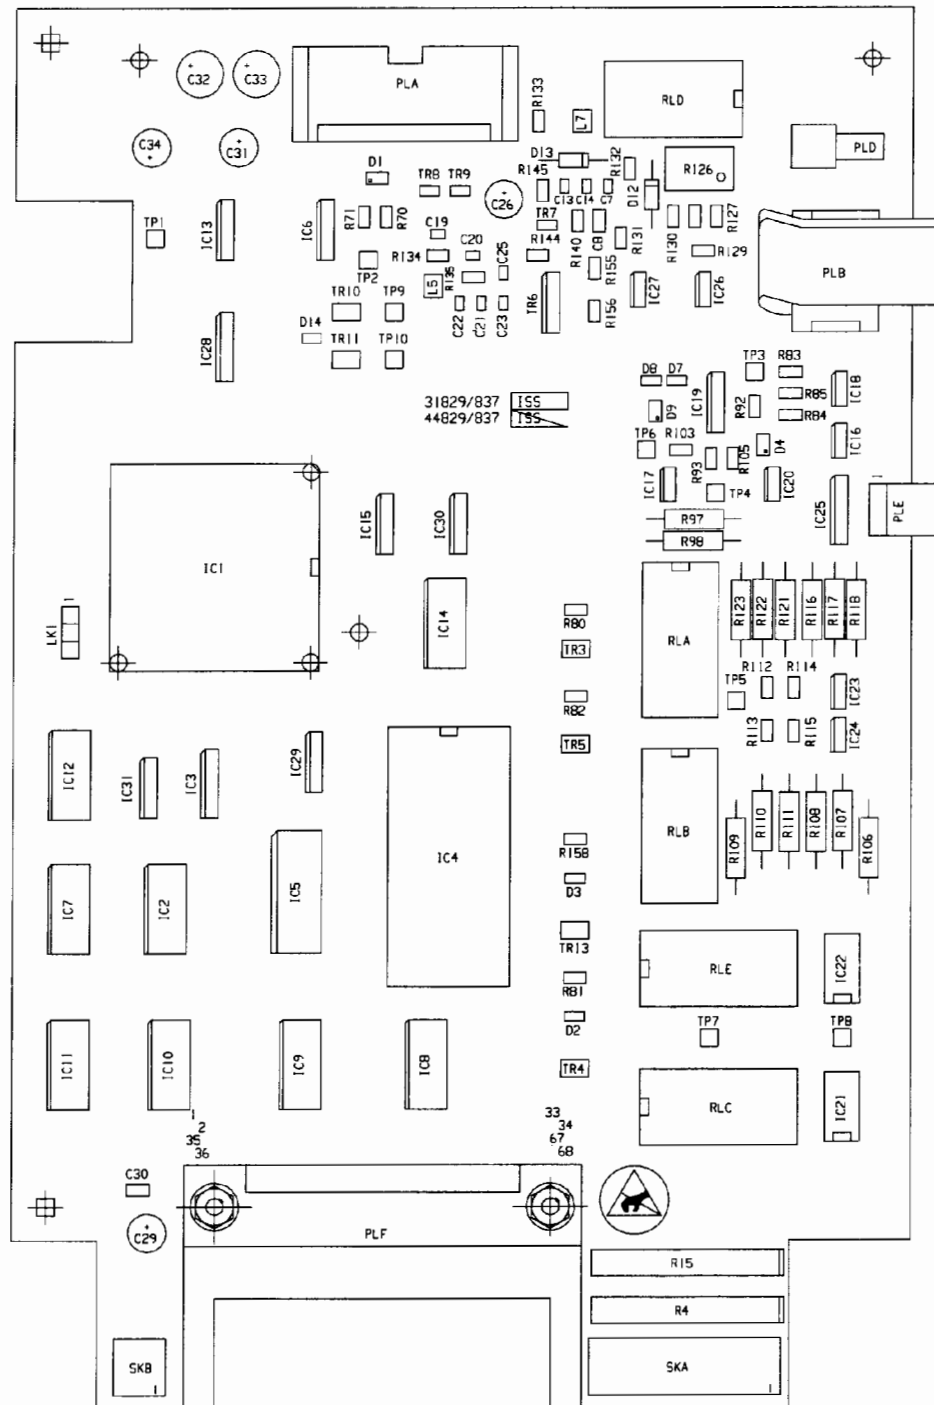 C32
C33
PLA
R133
L7
RLD
C34
C31
D1
TR8
TR9
D13
R145
R132
R126
PLD
TP1
IC13
IC6
R71
R70
C19
C26
C13
C14
C7
D12
TR7
R140
C8
R131
R130
R127
R134
C20
C25
R144
R155
R129
PLB
TP2
L5
R135
TR10
TP9
C22
C21
C23
TR6
R156
IC27
IC26
D14
TR11
TP10
IC28
31829/837 ISS
44829/837 ISS
D8
D7
IC19
TP3
R83
R85
R84
IC18
D9
R92
TP6
R103
R93
R105
D4
IC16
IC17
TP4
IC20
IC25
1
PLE
IC15
IC30
R97
R98
IC1
IC14
1
LK1
R80
TR3
RLA
R123
R122
R121
R116
R117
R118
R112
R114
TP5
IC23
R82
R113
R115
IC24
TR5
IC12
IC31
IC3
IC29
IC4
RLB
R158
R109
R110
R111
R108
R107
R106
D3
IC7
IC2
IC5
TR13
RLE
IC22
R81
D2
TP7
TP8
IC11
IC10
IC9
IC8
TR4
RLC
IC21
1
2
35
36
33
34
67
68
C30
C29
PLF
R15
R4
SKB
1
SKA
1